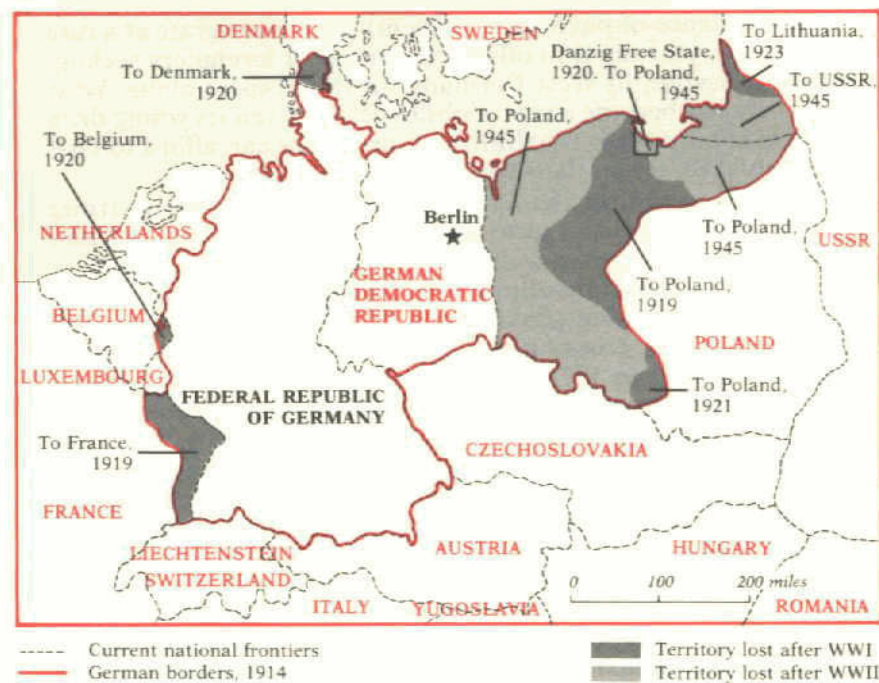 DENMARK
SWEDEN
To Denmark,
1920
Danzig Free State,
1920. To Poland,
1945
To Lithuania,
1923
To USSR,
1945
To Poland,
1945
To Belgium,
1920
Berlin
NETHERLANDS
To Poland,
1945
USSR
GERMAN
DEMOCRATIC
REPUBLIC
To Poland,
1919
BELGIUM
POLAND
LUXEMBOURG
FEDERAL REPUBLIC
OF GERMANY
To Poland,
1921
To France,
1919
CZECHOSLOVAKIA
FRANCE
LIECHTENSTEIN
SWITZERLAND
AUSTRIA
HUNGARY
0 100 200 miles
ITALY
YUGOSLAVIA
ROMANIA
Current national frontiers
German borders, 1914
Territory lost after WWI
Territory lost after WWII